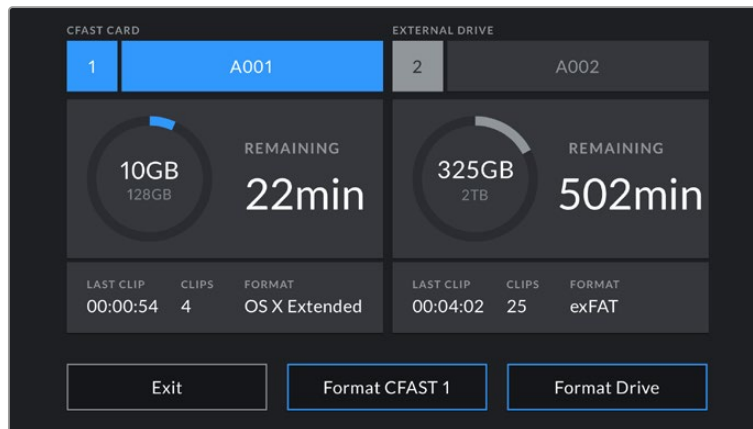 CFAST CARD
1 A001
10GB
128GB
REMAINING
22min
LAST CLIP CLIPS FORMAT
00:00:54 4 OS X Extended
EXTERNAL DRIVE
2 A002
325GB
2TB
REMAINING
502min
LAST CLIP CLIPS FORMAT
00:04:02 25 exFAT
Exit Format CFAST 1 Format Drive